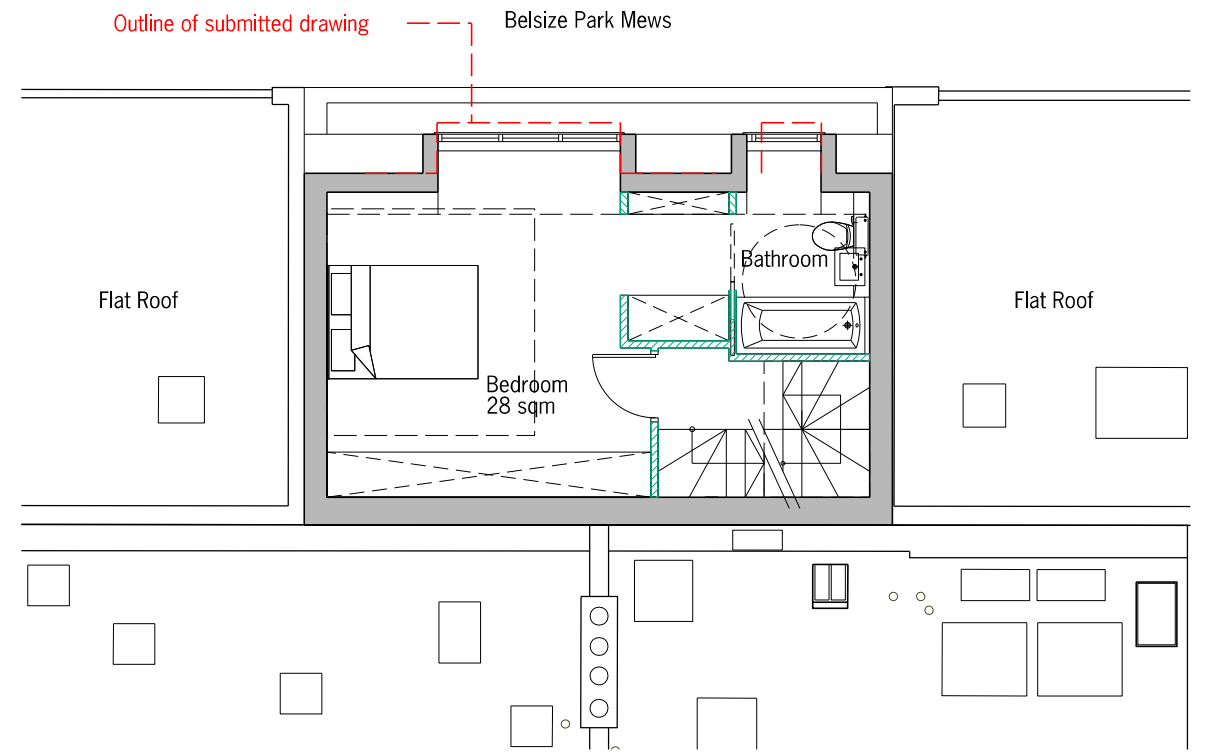 Outline of submitted drawing
Belsize Park Mews
Bathroom
Flat Roof
Flat Roof
Bedroom
28 sqm